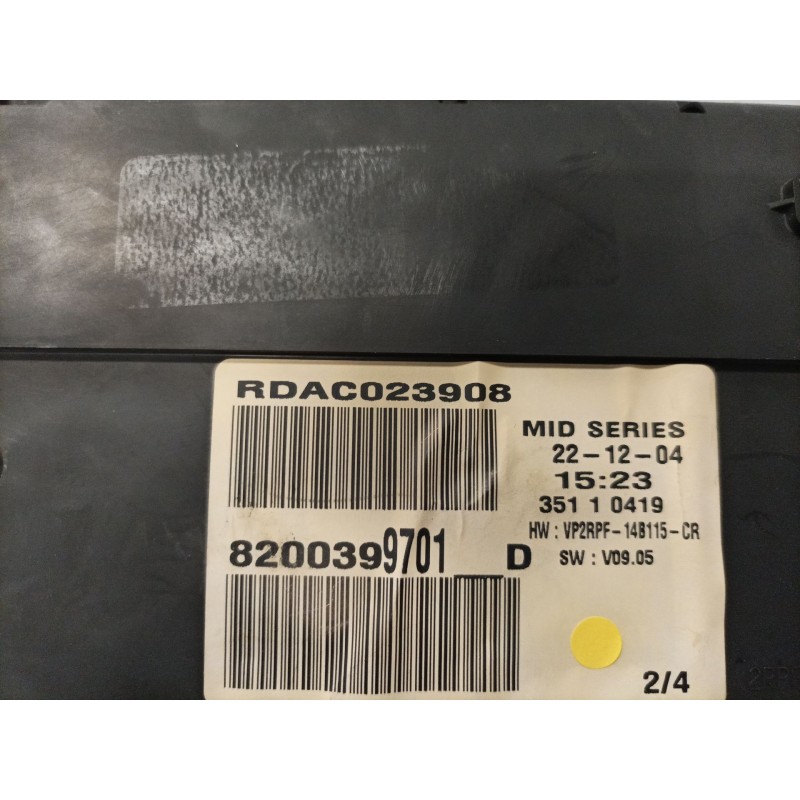 RDAC023908
MID SERIES
22-12-04
15:23
351 1 0419
HW : VP2RPF-14B115-CR
8200399701__D
SW : V09.05
2/4